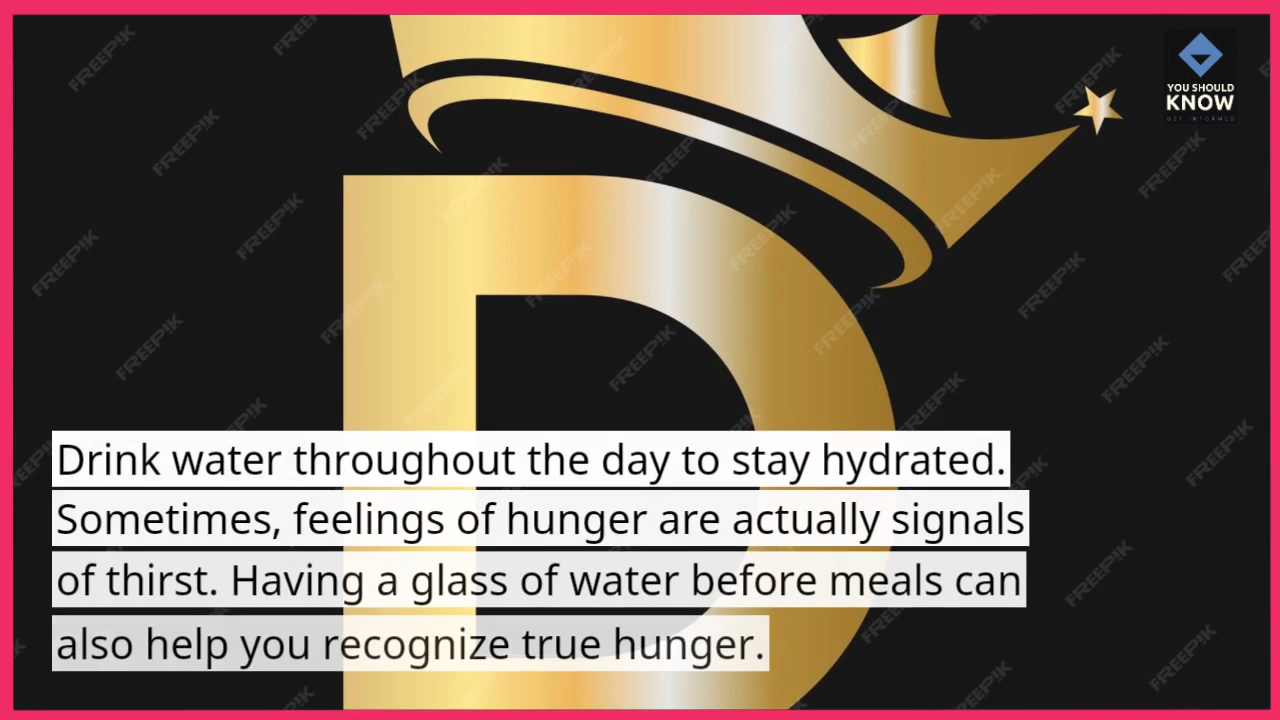 YOU SHOULD
KNOW
GET INFORMED
D
Drink water throughout the day to stay hydrated.
Sometimes, feelings of hunger are actually signals
of thirst. Having a glass of water before meals can
also help you recognize true hunger.
FREEPIK